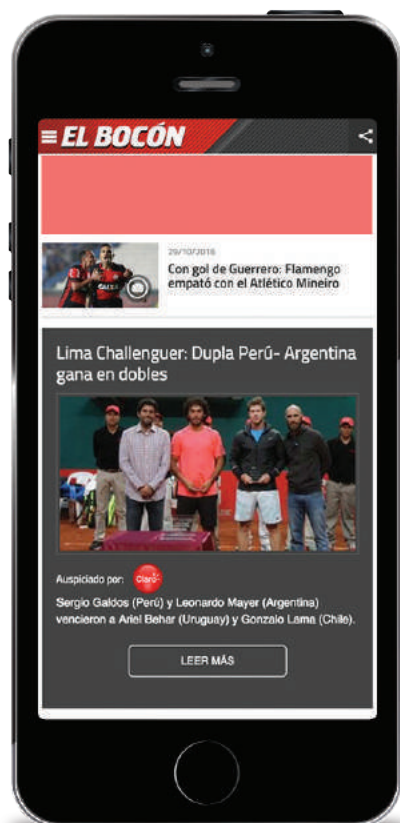 EL BOCÓN
29/10/2016
Con gol de Guerrero: Flamengo
empató con el Atlético Mineiro
Lima Challenguer: Dupla Perú- Argentina
gana en dobles
Auspiciado por: Claro
Sergio Galdos (Perú) y Leonardo Mayer (Argentina)
vencieron a Ariel Behar (Uruguay) y Gonzalo Lama (Chile).
LEER MÁS